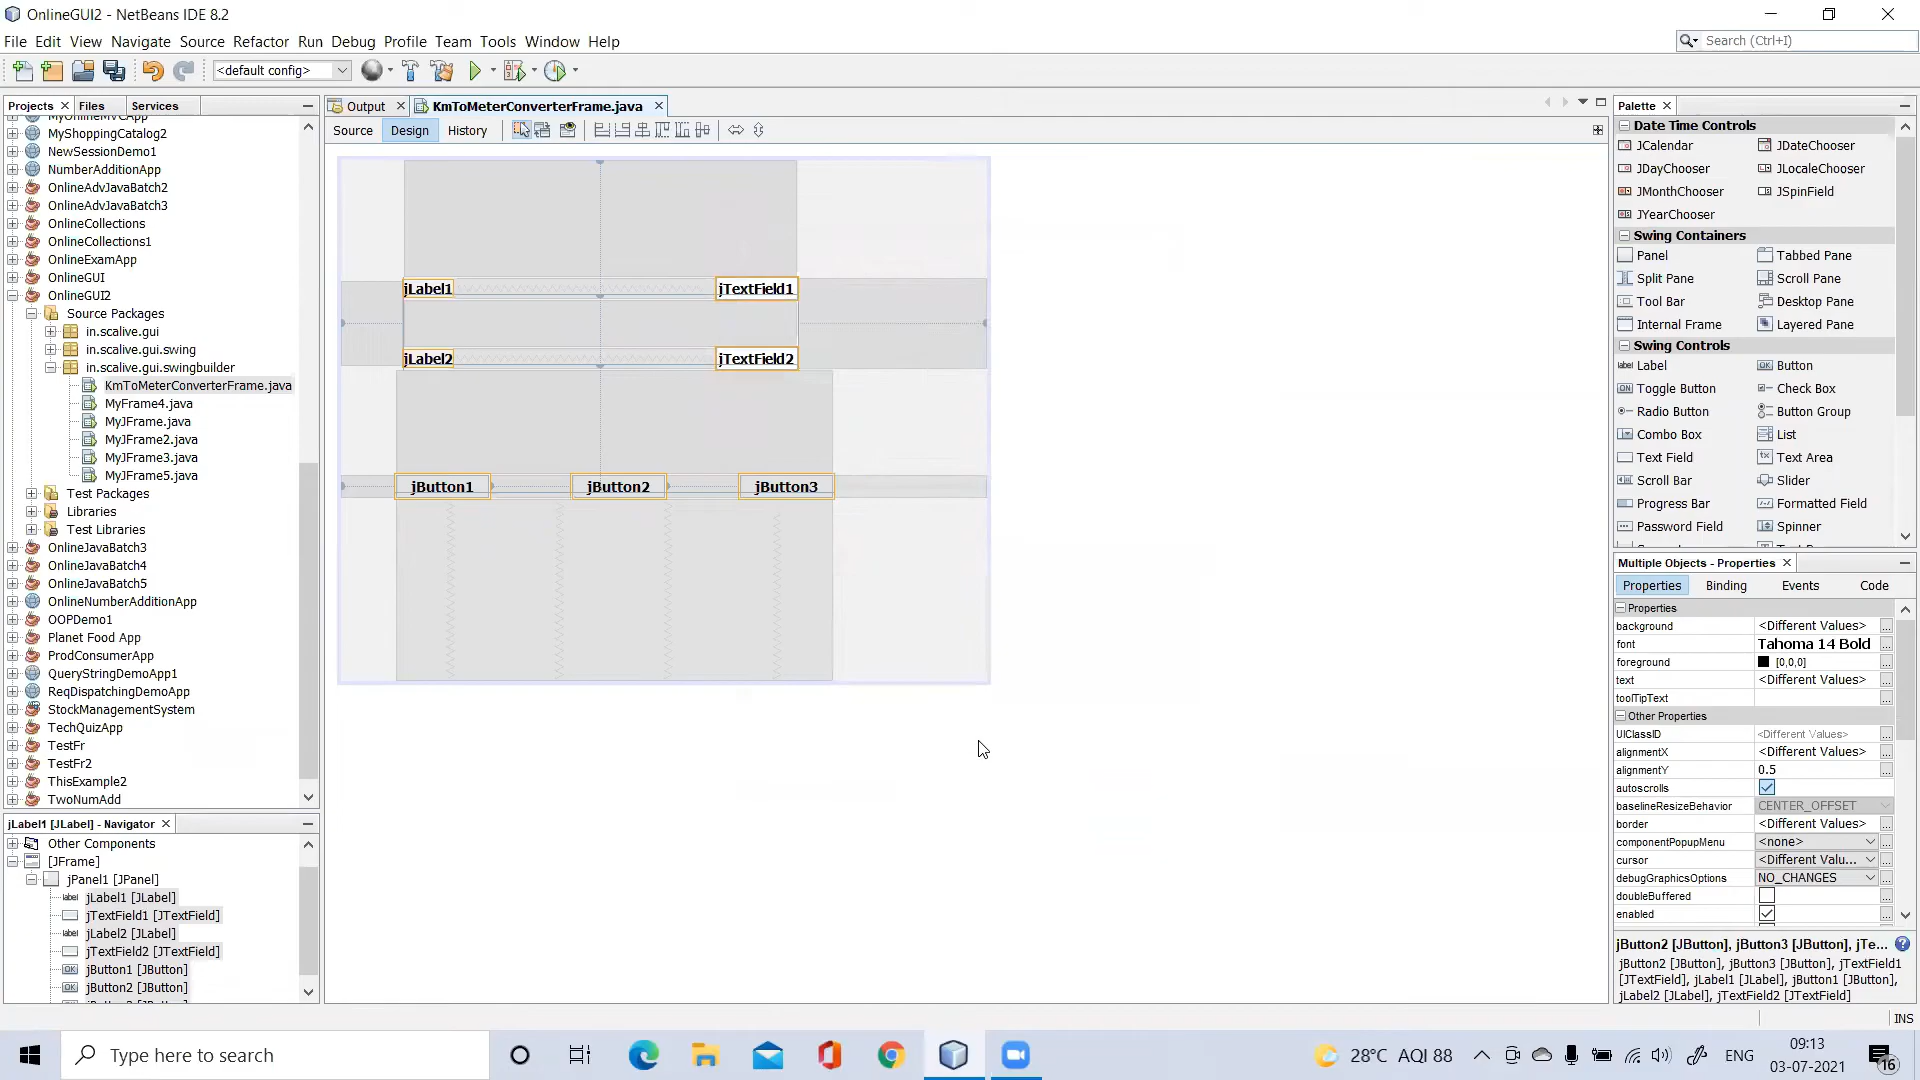 OnlineGUI2 - NetBeans IDE 8.2
File Edit View Navigate Source Refactor Run Debug Profile Team Tools Window Help
Search (Ctrl+I)
<default config>
Projects Files Services
MyShoppingCatalog2
NewSessionDemo1
NumberAdditionApp
OnlineAdvJavaBatch2
OnlineAdvJavaBatch3
OnlineCollections
OnlineCollections1
OnlineExamApp
OnlineGUI
OnlineGUI2
Source Packages
in.scalive.gui
in.scalive.gui.swing
in.scalive.gui.swingbuilder
KmToMeterConverterFrame.java
MyFrame4.java
MyJFrame.java
MyJFrame2.java
MyJFrame3.java
MyJFrame5.java
Test Packages
Libraries
Test Libraries
OnlineJavaBatch3
OnlineJavaBatch4
OnlineJavaBatch5
OnlineNumberAdditionApp
OOPDemo1
Planet Food App
ProdConsumerApp
QueryStringDemoApp1
ReqDispatchingDemoApp
StockManagementSystem
TechQuizApp
TestFr
TestFr2
ThisExample2
TwoNumAdd
jLabel1 [JLabel] - Navigator
Other Components
[JFrame]
jPanel1 [JPanel]
jLabel1 [JLabel]
jTextField1 [JTextField]
jLabel2 [JLabel]
jTextField2 [JTextField]
jButton1 [JButton]
jButton2 [JButton]
Output KmToMeterConverterFrame.java
Source Design History
jLabel1 jTextField1
jLabel2 jTextField2
jButton1 jButton2 jButton3
Palette
Date Time Controls
JCalendar JDateChooser
JDayChooser JLocaleChooser
JMonthChooser JSpinField
JYearChooser
Swing Containers
Panel Tabbed Pane
Split Pane Scroll Pane
Tool Bar Desktop Pane
Internal Frame Layered Pane
Swing Controls
label Label Button
ON Toggle Button Check Box
Radio Button Button Group
Combo Box List
Text Field Text Area
Scroll Bar Slider
Progress Bar Formatted Field
Password Field Spinner
Multiple Objects - Properties
Properties Binding Events Code
Properties
background <Different Values> ...
font Tahoma 14 Bold ...
foreground [0,0,0] ...
text <Different Values> ...
toolTipText ...
Other Properties
UIClassID <Different Values> ...
alignmentX <Different Values> ...
alignmentY 0.5 ...
autoscrolls ...
baselineResizeBehavior CENTER_OFFSET ...
border <Different Values> ...
componentPopupMenu <none> ...
cursor <Different Valu... ...
debugGraphicsOptions NO_CHANGES ...
doubleBuffered ...
enabled ...
jButton2 [JButton], jButton3 [JButton], jTe...
jButton2 [JButton], jButton3 [JButton], jTextField1
[JTextField], jLabel1 [JLabel], jButton1 [JButton],
jLabel2 [JLabel], jTextField2 [JTextField]
INS
Type here to search
28°C AQI 88
ENG
09:13
03-07-2021
16